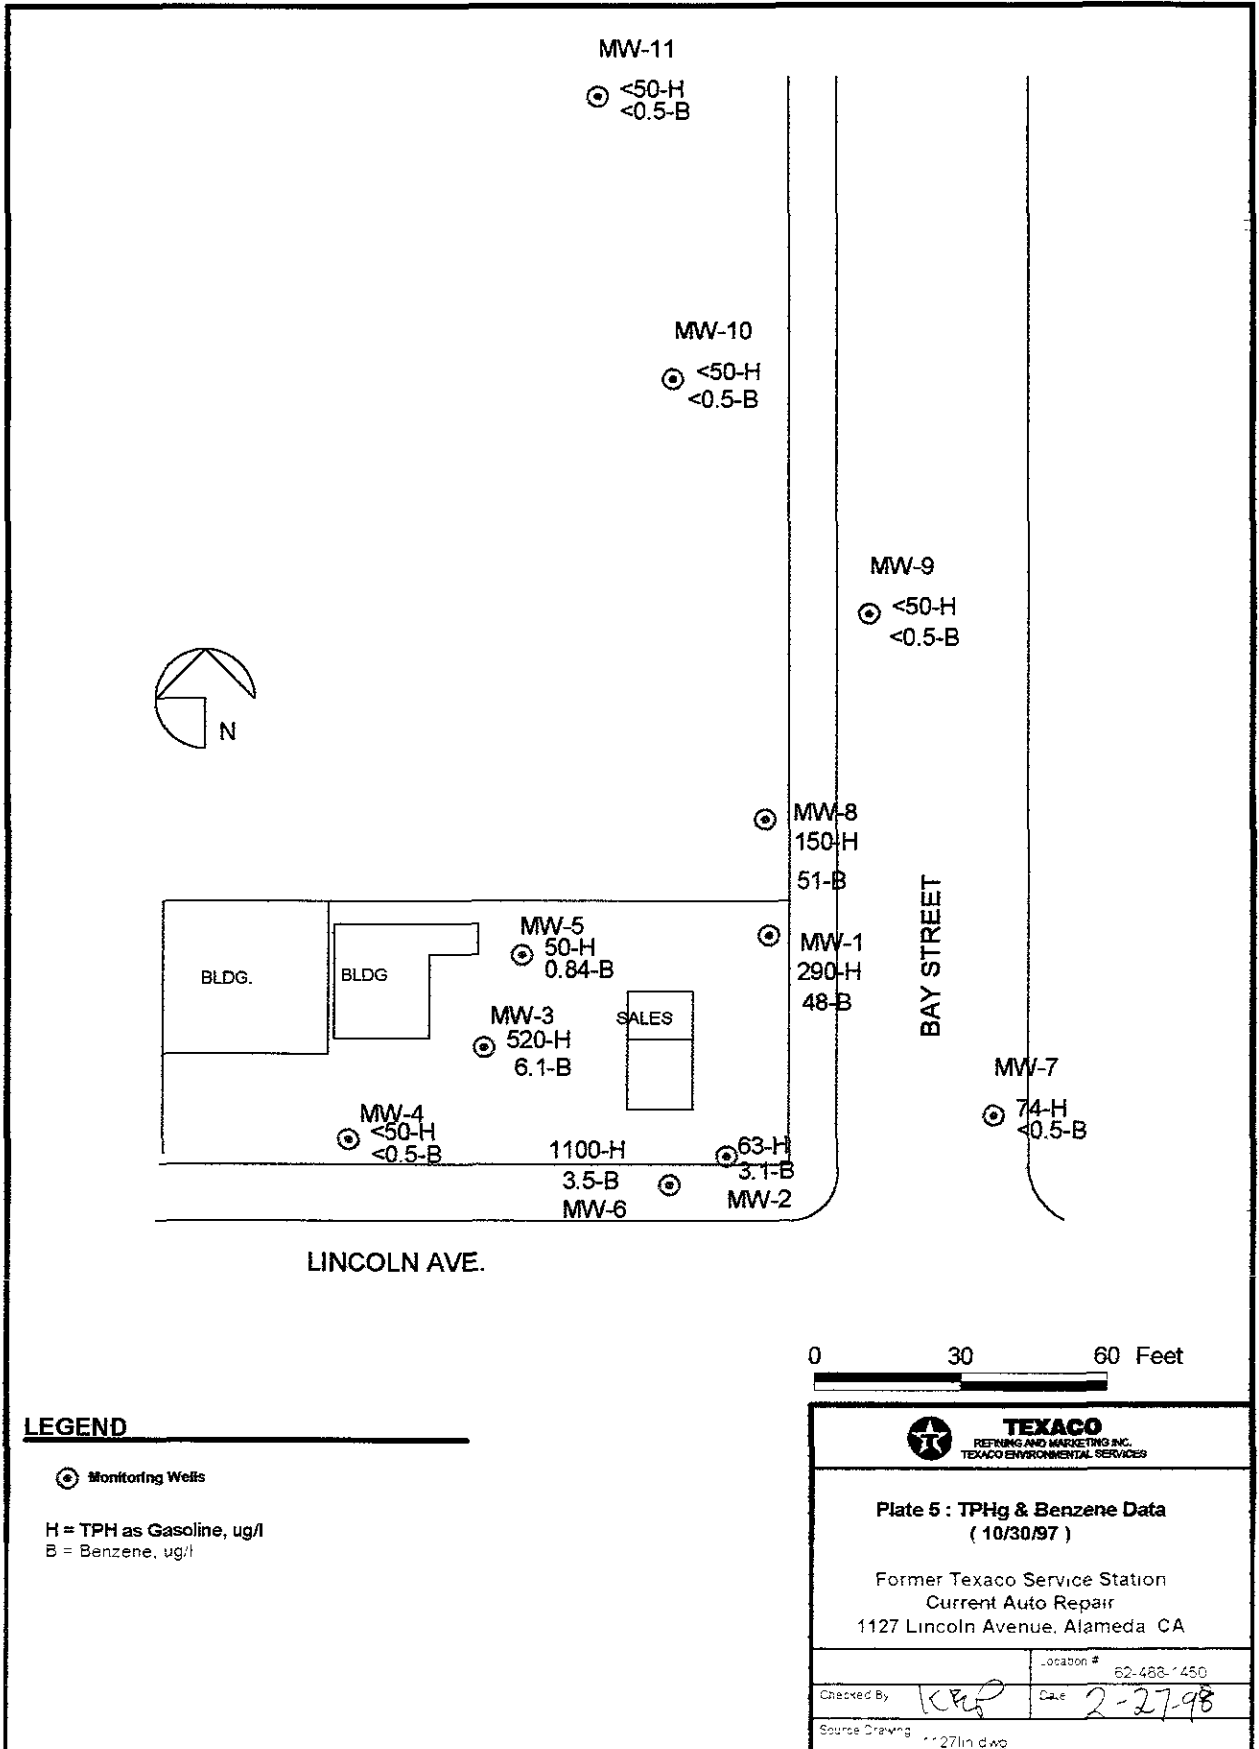 MW-11
<50-H
<0.5-B
MW-10
<50-H
<0.5-B
MW-9
<50-H
<0.5-B
N
MW-8
150-H
51-B
MW-5
50-H
0.84-B
MW-1
290-H
48-B
BLDG.
BLDG
SALES
BAY STREET
MW-3
520-H
6.1-B
MW-7
74-H
<0.5-B
MW-4
<50-H
<0.5-B
1100-H
3.5-B
MW-6
63-H
3.1-B
MW-2
LINCOLN AVE.
0 30 60 Feet
LEGEND
Monitoring Wells
H = TPH as Gasoline, ug/l
B = Benzene, ug/l
TEXACO
REFINING AND MARKETING INC.
TEXACO ENVIRONMENTAL SERVICES
Plate 5 : TPHg & Benzene Data
( 10/30/97 )
Former Texaco Service Station
Current Auto Repair
1127 Lincoln Avenue, Alameda CA
Location #
62-488-1450
Checked By
Date 2-27-98
Source Drawing